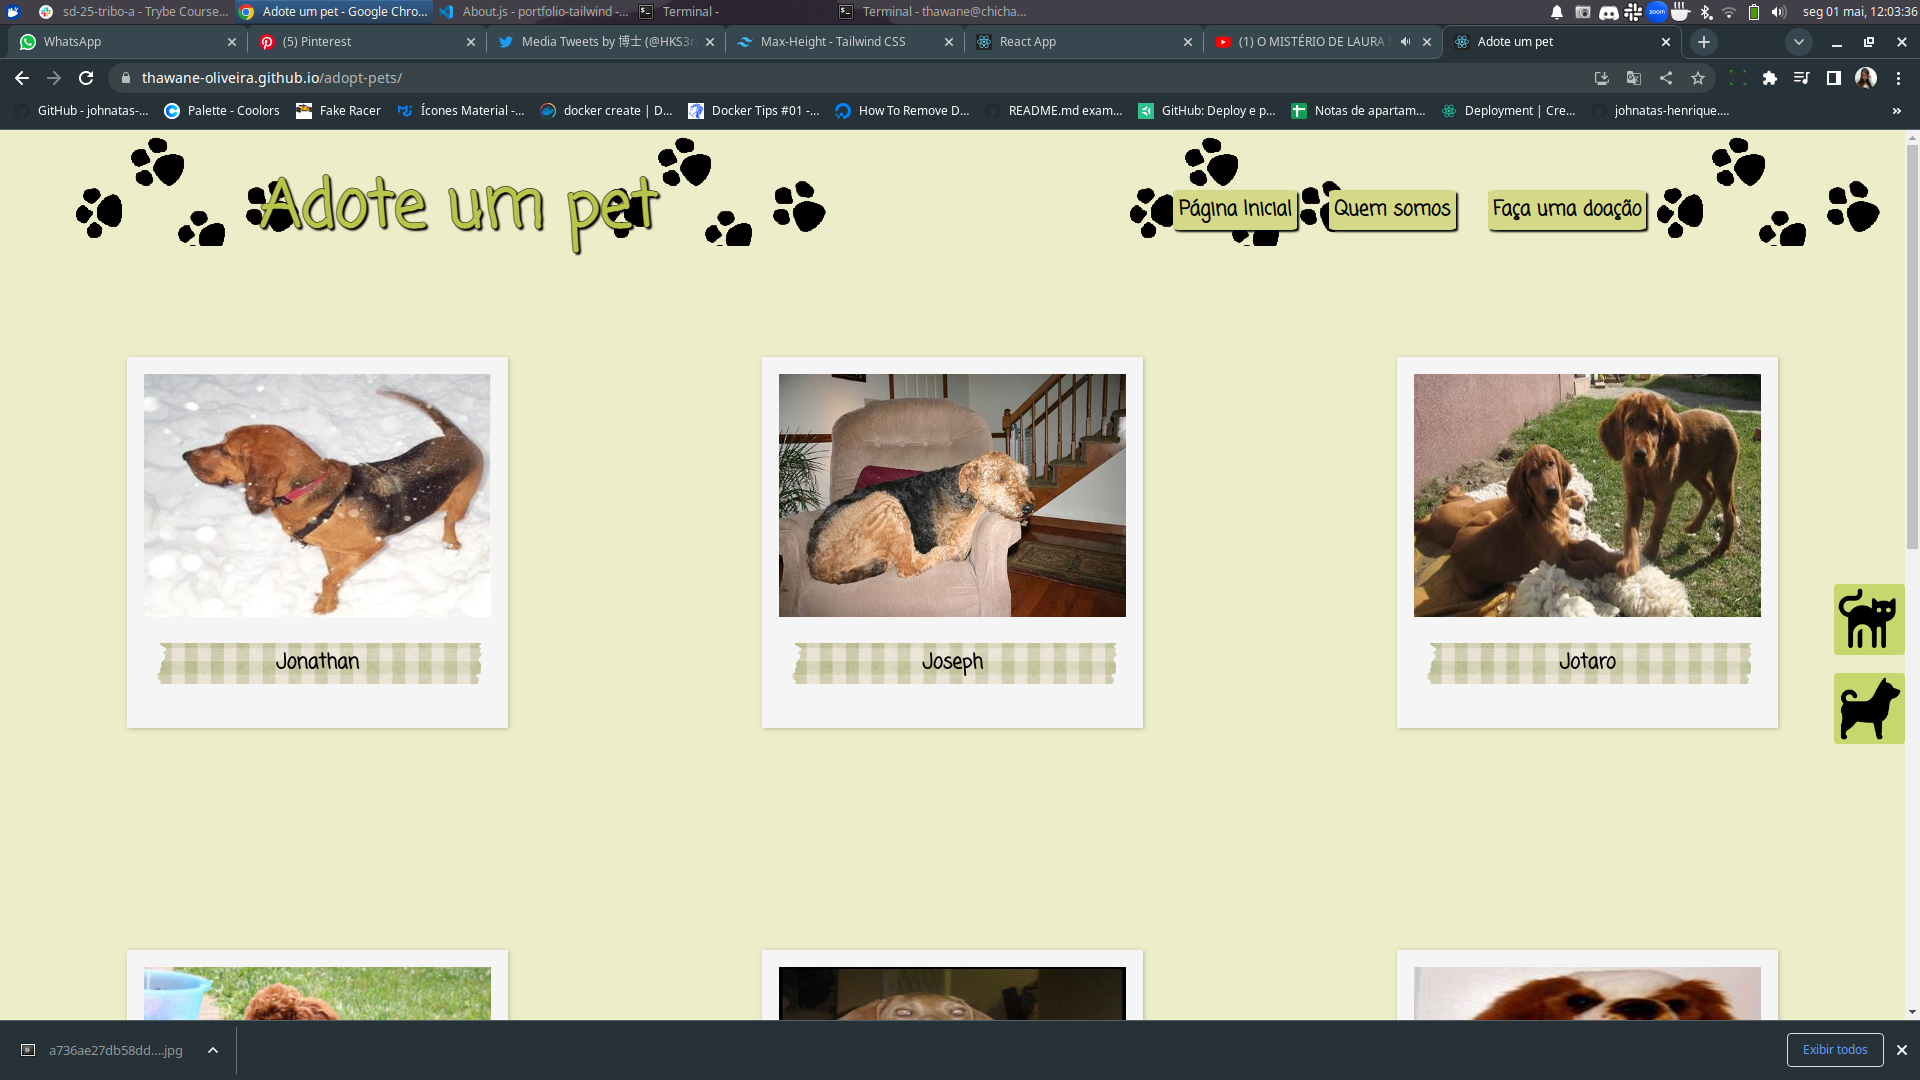 sd-25-tribo-a - Trybe Course...
Adote um pet - Google Chro...
About.js - portfolio-tailwind -...
Terminal -
Terminal - thawane@chicha...
seg 01 mai, 12:03:36
WhatsApp
(5) Pinterest
Media Tweets by 博士 (@HKS3r
Max-Height - Tailwind CSS
React App
(1) O MISTÉRIO DE LAURA
Adote um pet
thawane-oliveira.github.io/adopt-pets/
GitHub - johnatas-...
Palette - Coolors
Fake Racer
Ícones Material -...
docker create | D...
Docker Tips #01 -...
How To Remove D...
README.md exam...
GitHub: Deploy e p...
Notas de apartam...
Deployment | Cre...
johnatas-henrique....
»
Adote um pet
Página Inicial
Quem somos
Faça uma doação
Jonathan
Joseph
Jotaro
a736ae27db58dd....jpg
Exibir todos